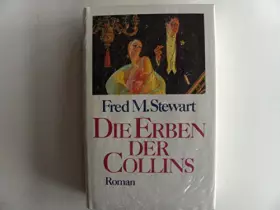 Fred M. Stewart
DIE ERBEN
DER
COLLINS
Roman